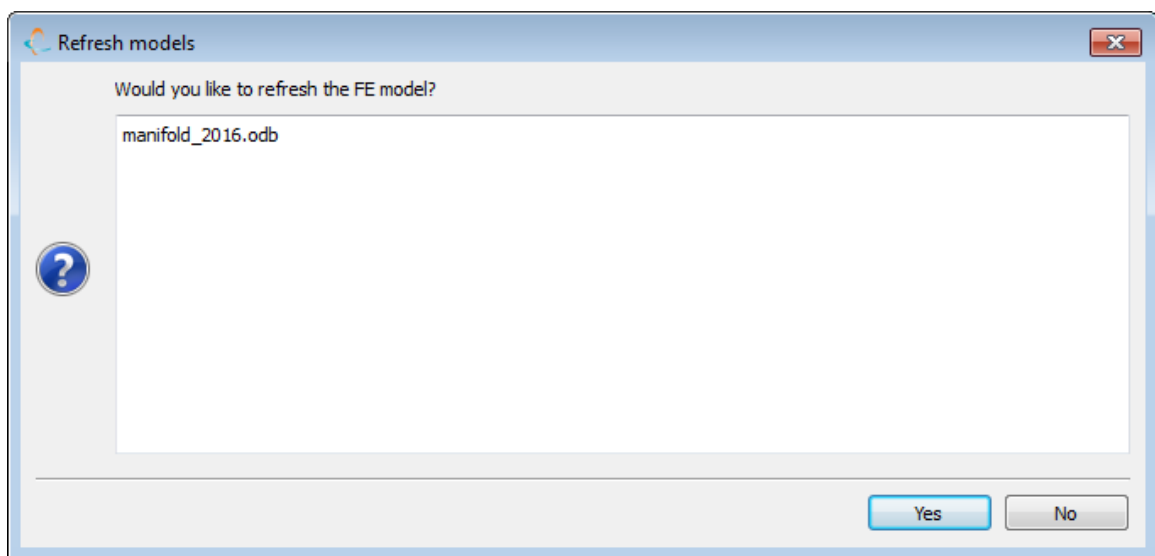 Refresh models
Would you like to refresh the FE model?
manifold_2016.odb
Yes
No